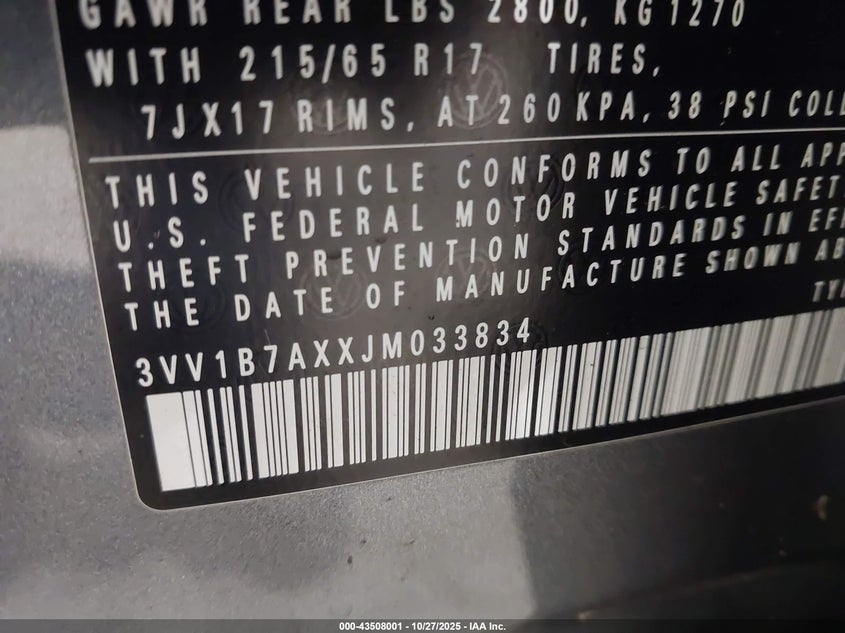 GAWR REAR LBS 2800, KG 1270
WITH 215/65 R17 TIRES,
7JX17 RIMS, AT 260 KPA, 38 PSI COL
THIS VEHICLE CONFORMS TO ALL APP
U.S. FEDERAL MOTOR VEHICLE SAFET
THEFT PREVENTION STANDARDS IN EF
THE DATE OF MANUFACTURE SHOWN AB
TY
3VV1B7AXXJM033834
000-43508001 - 10/27/2025 - IAA Inc.